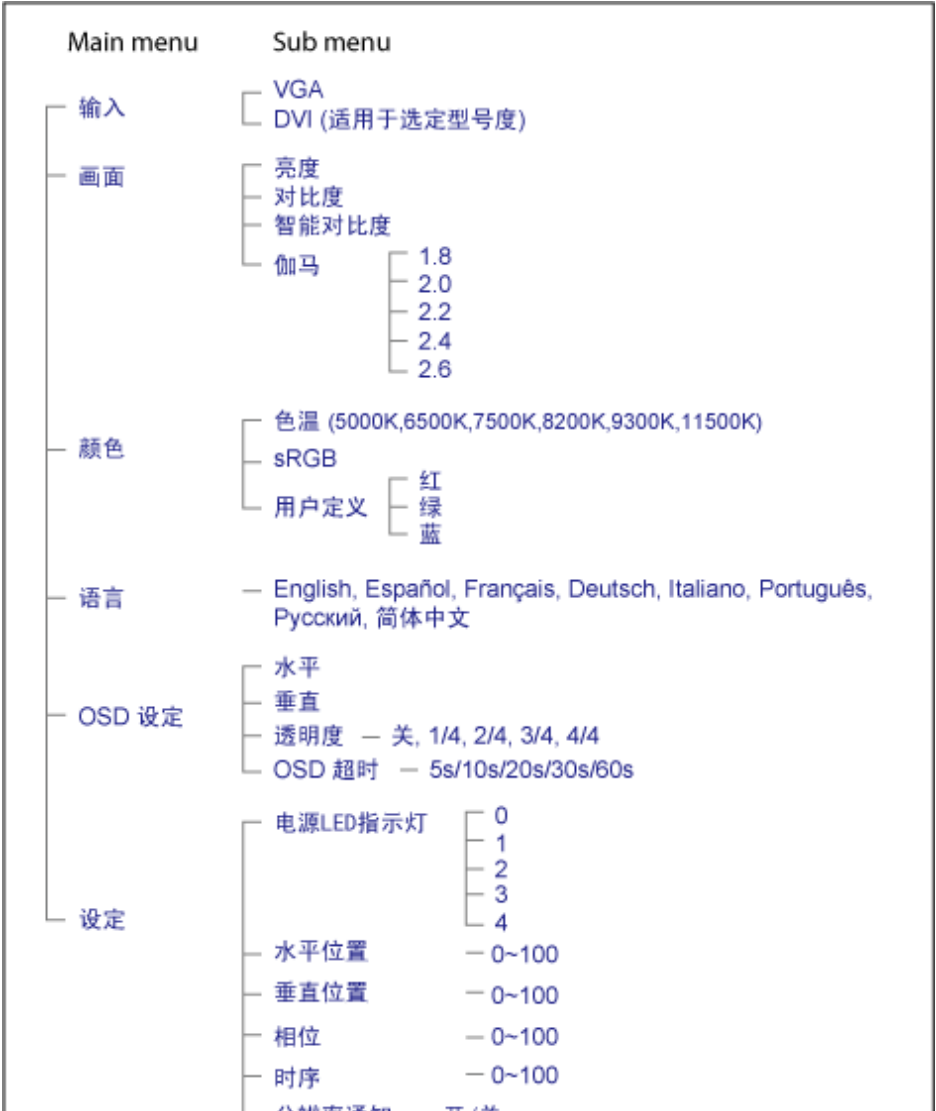 Main menu Sub menu
输入
VGA
DVI (适用于选定型号度)
画面
亮度
对比度
智能对比度
伽马
1.8
2.0
2.2
2.4
2.6
颜色
色温 (5000K,6500K,7500K,8200K,9300K,11500K)
sRGB
用户定义
红
绿
蓝
语言
English, Español, Français, Deutsch, Italiano, Português,
Русский, 简体中文
OSD 设定
水平
垂直
透明度 — 关, 1/4, 2/4, 3/4, 4/4
OSD 超时 — 5s/10s/20s/30s/60s
设定
电源LED指示灯
0
1
2
3
4
水平位置 — 0~100
垂直位置 — 0~100
相位 — 0~100
时序 — 0~100